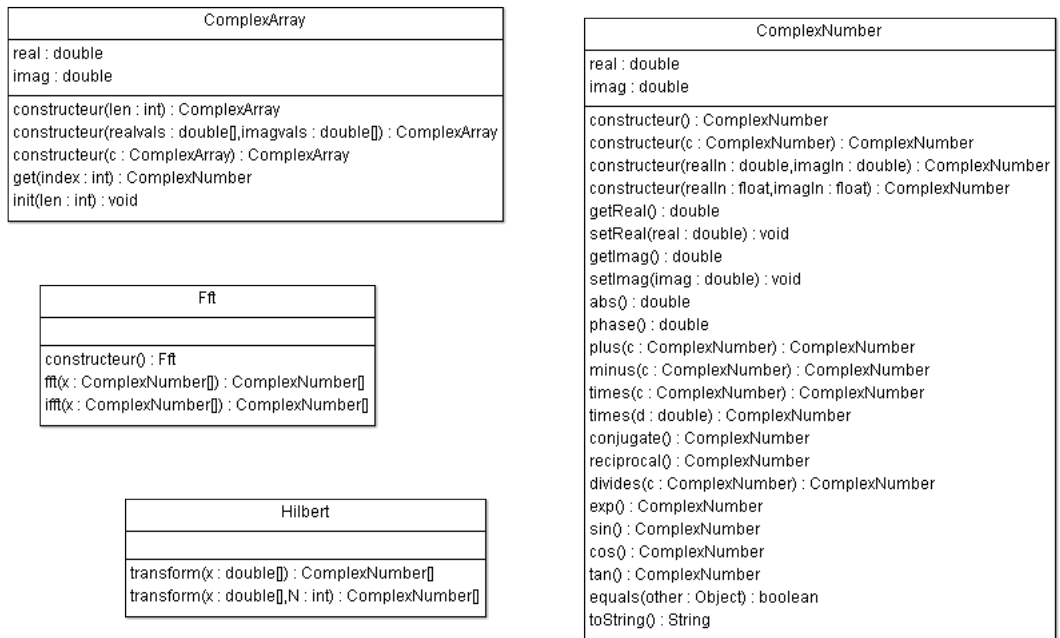 ComplexArray
real : double
imag : double
constructeur(len : int) : ComplexArray
constructeur(realvals : double[],imagvals : double[]) : ComplexArray
constructeur(c : ComplexArray) : ComplexArray
get(index : int) : ComplexNumber
init(len : int) : void
Fft
constructeur() : Fft
fft(x : ComplexNumber[]) : ComplexNumber[]
ifft(x : ComplexNumber[]) : ComplexNumber[]
Hilbert
transform(x : double[]) : ComplexNumber[]
transform(x : double[],N : int) : ComplexNumber[]
ComplexNumber
real : double
imag : double
constructeur() : ComplexNumber
constructeur(c : ComplexNumber) : ComplexNumber
constructeur(realIn : double,imagIn : double) : ComplexNumber
constructeur(realIn : float,imagIn : float) : ComplexNumber
getReal() : double
setReal(real : double) : void
getImag() : double
setImag(imag : double) : void
abs() : double
phase() : double
plus(c : ComplexNumber) : ComplexNumber
minus(c : ComplexNumber) : ComplexNumber
times(c : ComplexNumber) : ComplexNumber
times(d : double) : ComplexNumber
conjugate() : ComplexNumber
reciprocal() : ComplexNumber
divides(c : ComplexNumber) : ComplexNumber
exp() : ComplexNumber
sin() : ComplexNumber
cos() : ComplexNumber
tan() : ComplexNumber
equals(other : Object) : boolean
toString() : String